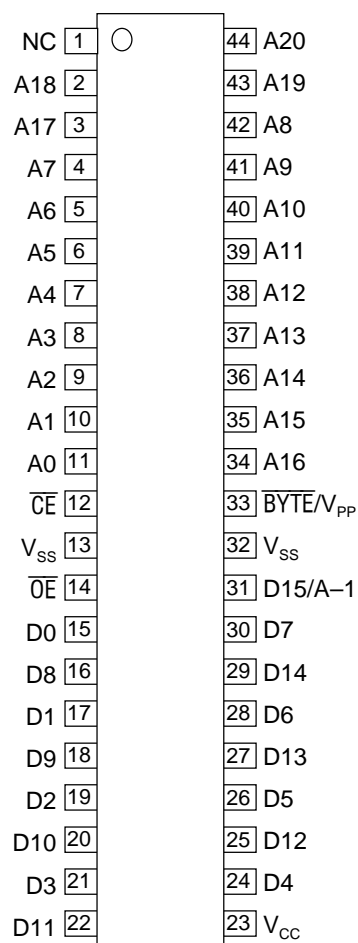 NC 1 44 A20
A18 2 43 A19
A17 3 42 A8
A7 4 41 A9
A6 5 40 A10
A5 6 39 A11
A4 7 38 A12
A3 8 37 A13
A2 9 36 A14
A1 10 35 A15
A0 11 34 A16
C̅E̅ 12 33 B̅Y̅T̅E̅/VPP
VSS 13 32 VSS
O̅E̅ 14 31 D15/A–1
D0 15 30 D7
D8 16 29 D14
D1 17 28 D6
D9 18 27 D13
D2 19 26 D5
D10 20 25 D12
D3 21 24 D4
D11 22 23 VCC